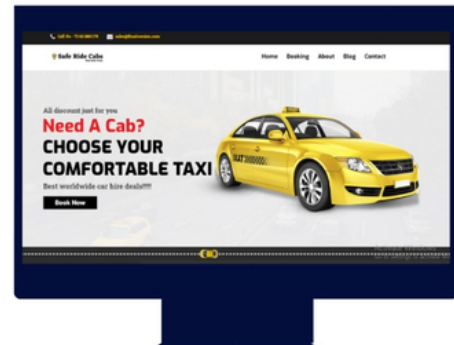 Safe Ride Cabs
Home Booking About Blog Contact
All discount just for you
Need A Cab?
CHOOSE YOUR
COMFORTABLE TAXI
Best worldwide car hire deals!!!!
Book Now
TAXI